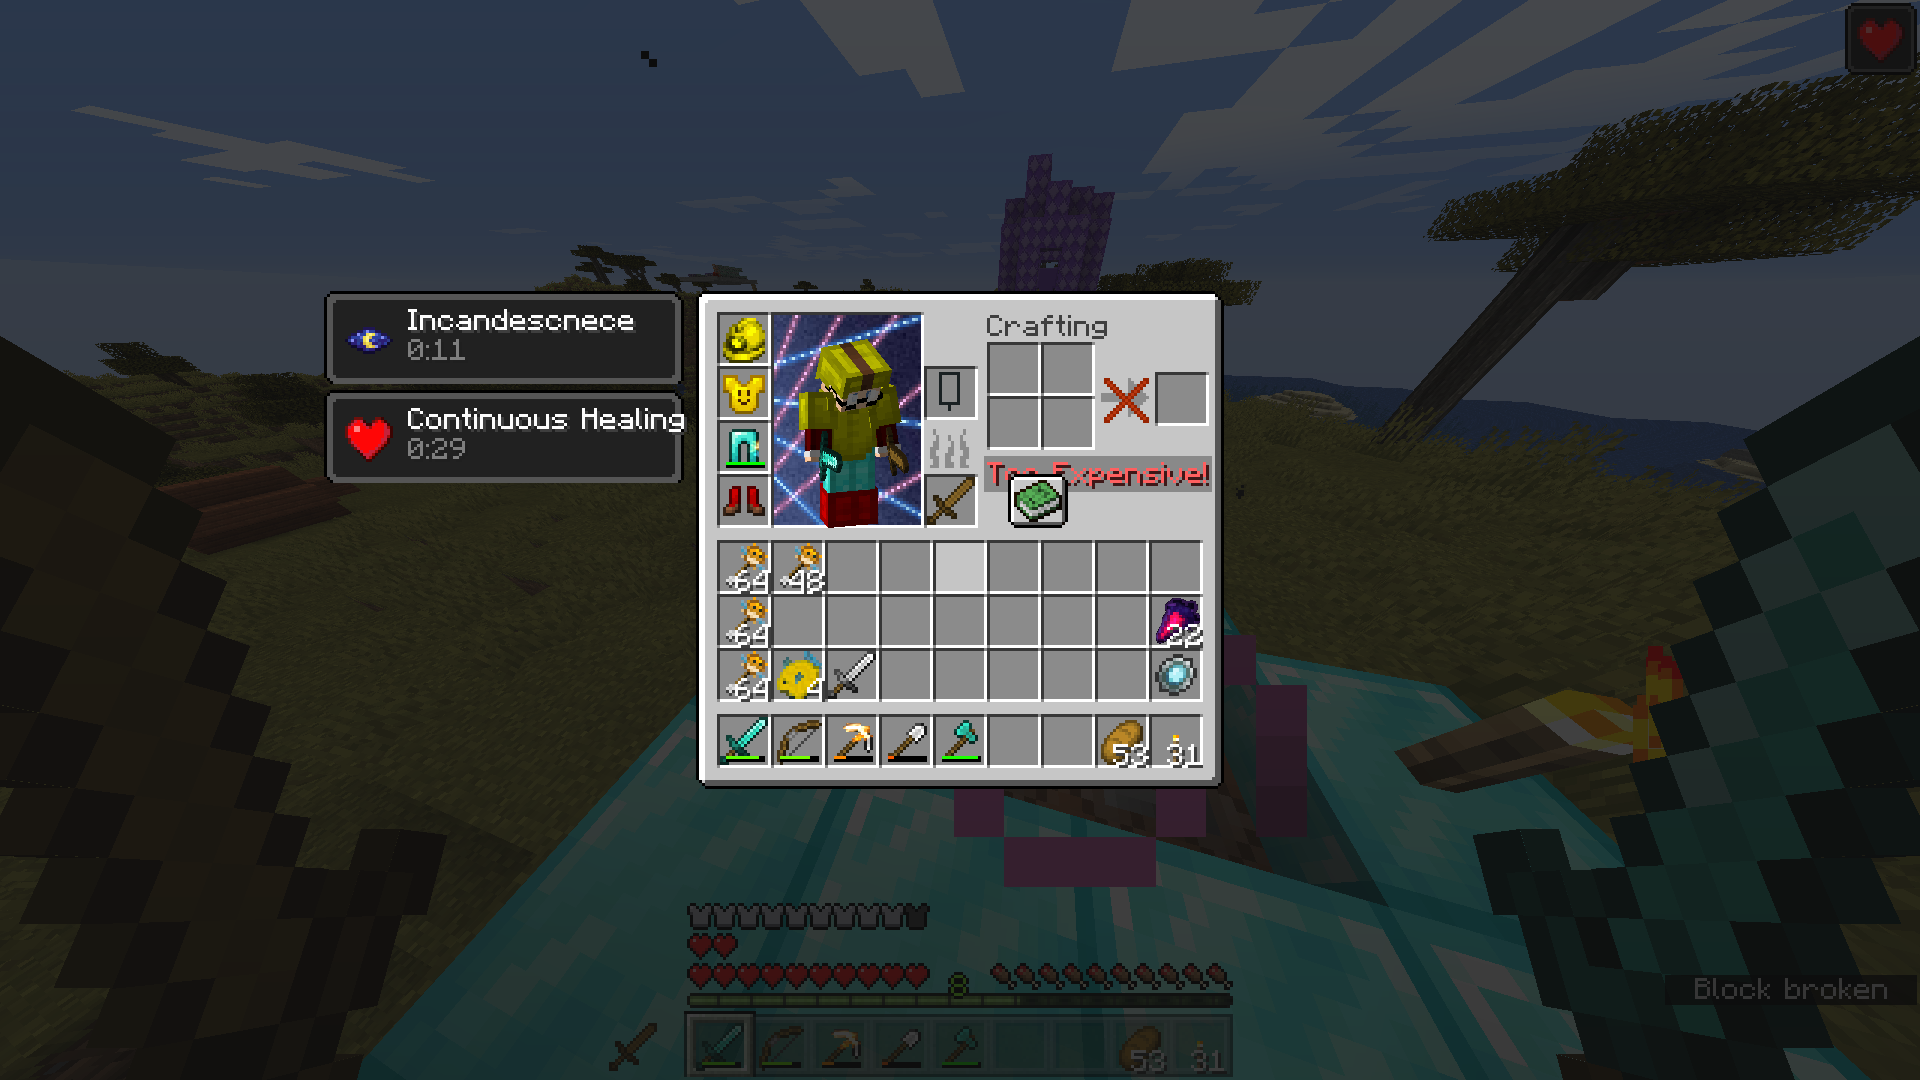 Incandescnece
0:11
Continuous Healing
0:29
Crafting
Expensive!
64
48
64
22
64
4
53
31
8
Block broken
53
31